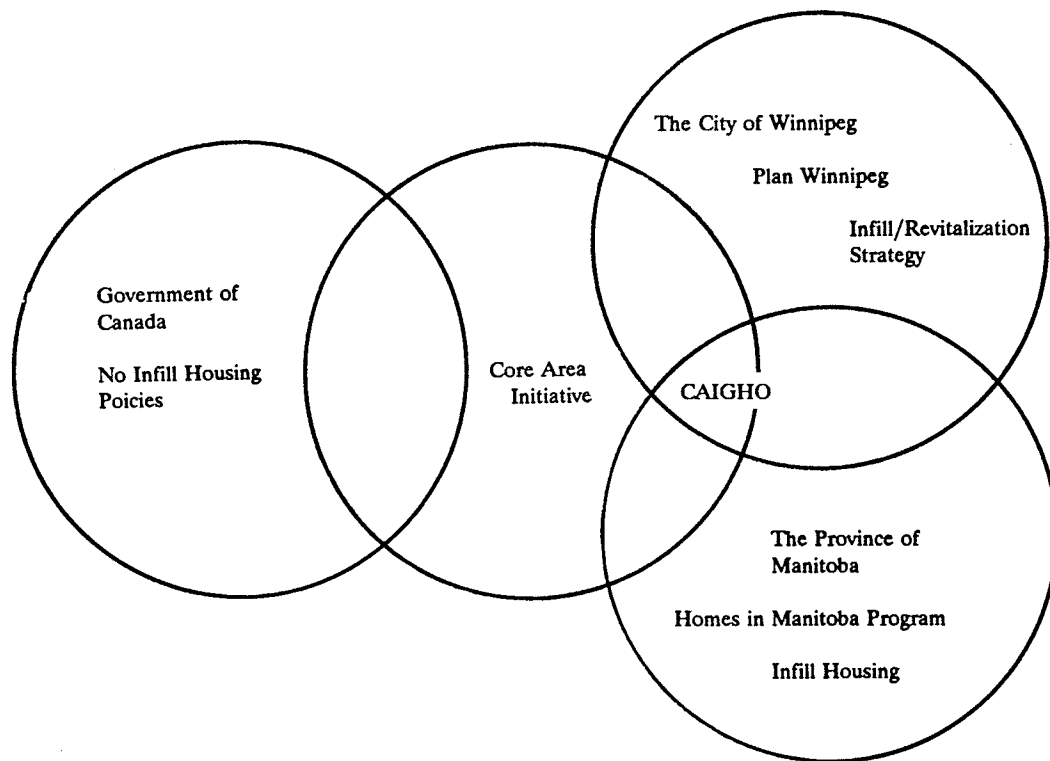 The City of Winnipeg
Plan Winnipeg
Infill/Revitalization
Strategy
Government of
Canada
No Infill Housing
Poicies
Core Area
Initiative
CAIGHO
The Province of
Manitoba
Homes in Manitoba Program
Infill Housing